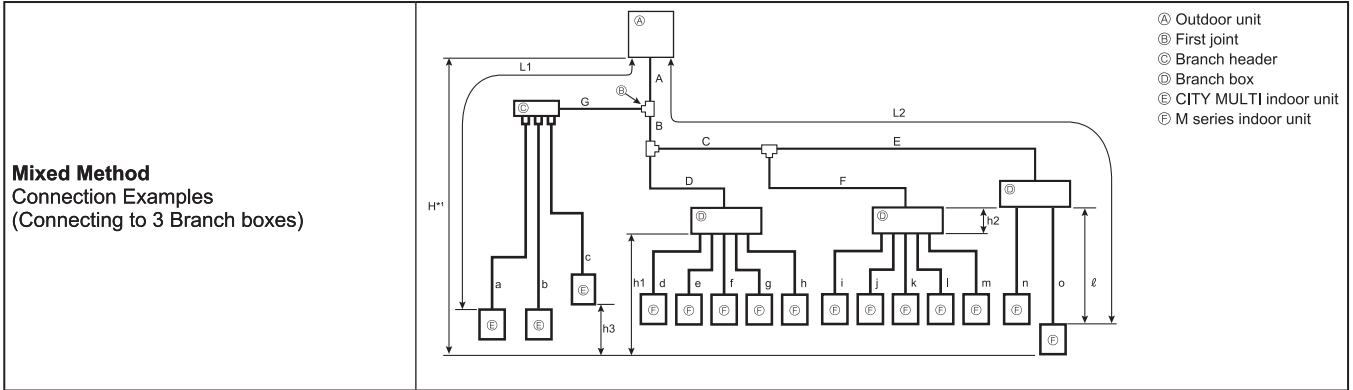 Mixed Method
Connection Examples
(Connecting to 3 Branch boxes)
Ⓐ
L1
A
Ⓑ
G
Ⓒ
B
L2
C
E
D
F
H*¹
Ⓓ
Ⓓ
Ⓓ
h2
a
b
c
h1
d
e
f
g
h
i
j
k
l
m
n
o
ℓ
Ⓔ
Ⓔ
Ⓔ
h3
Ⓕ
Ⓕ
Ⓕ
Ⓕ
Ⓕ
Ⓕ
Ⓕ
Ⓕ
Ⓕ
Ⓕ
Ⓕ
Ⓕ
Ⓐ Outdoor unit
Ⓑ First joint
Ⓒ Branch header
Ⓓ Branch box
Ⓔ CITY MULTI indoor unit
Ⓕ M series indoor unit